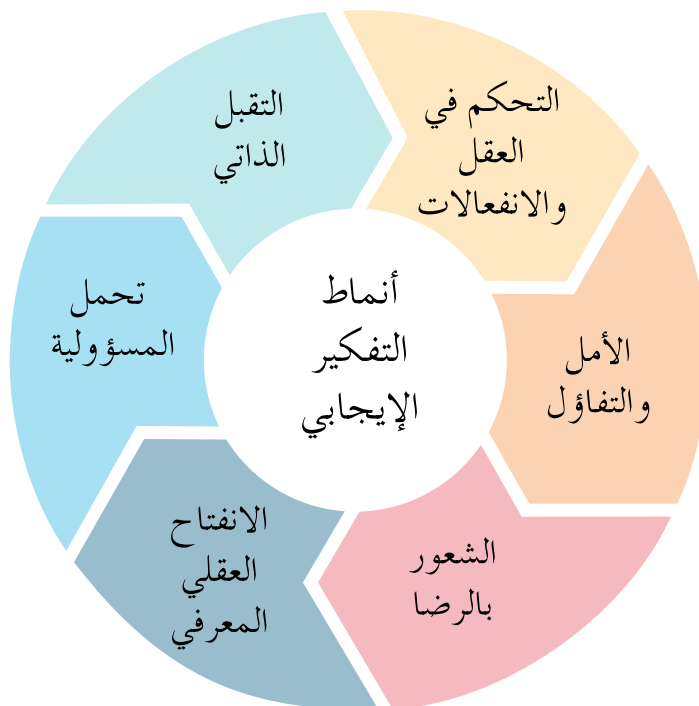 أنماط
التفكير
الإيجابي
التحكم في
العقل
والانفعالات
الأمل
والتفاؤل
الشعور
بالرضا
الانفتاح
العقلي
المعرفي
تحمل
المسؤولية
التقبل
الذاتي